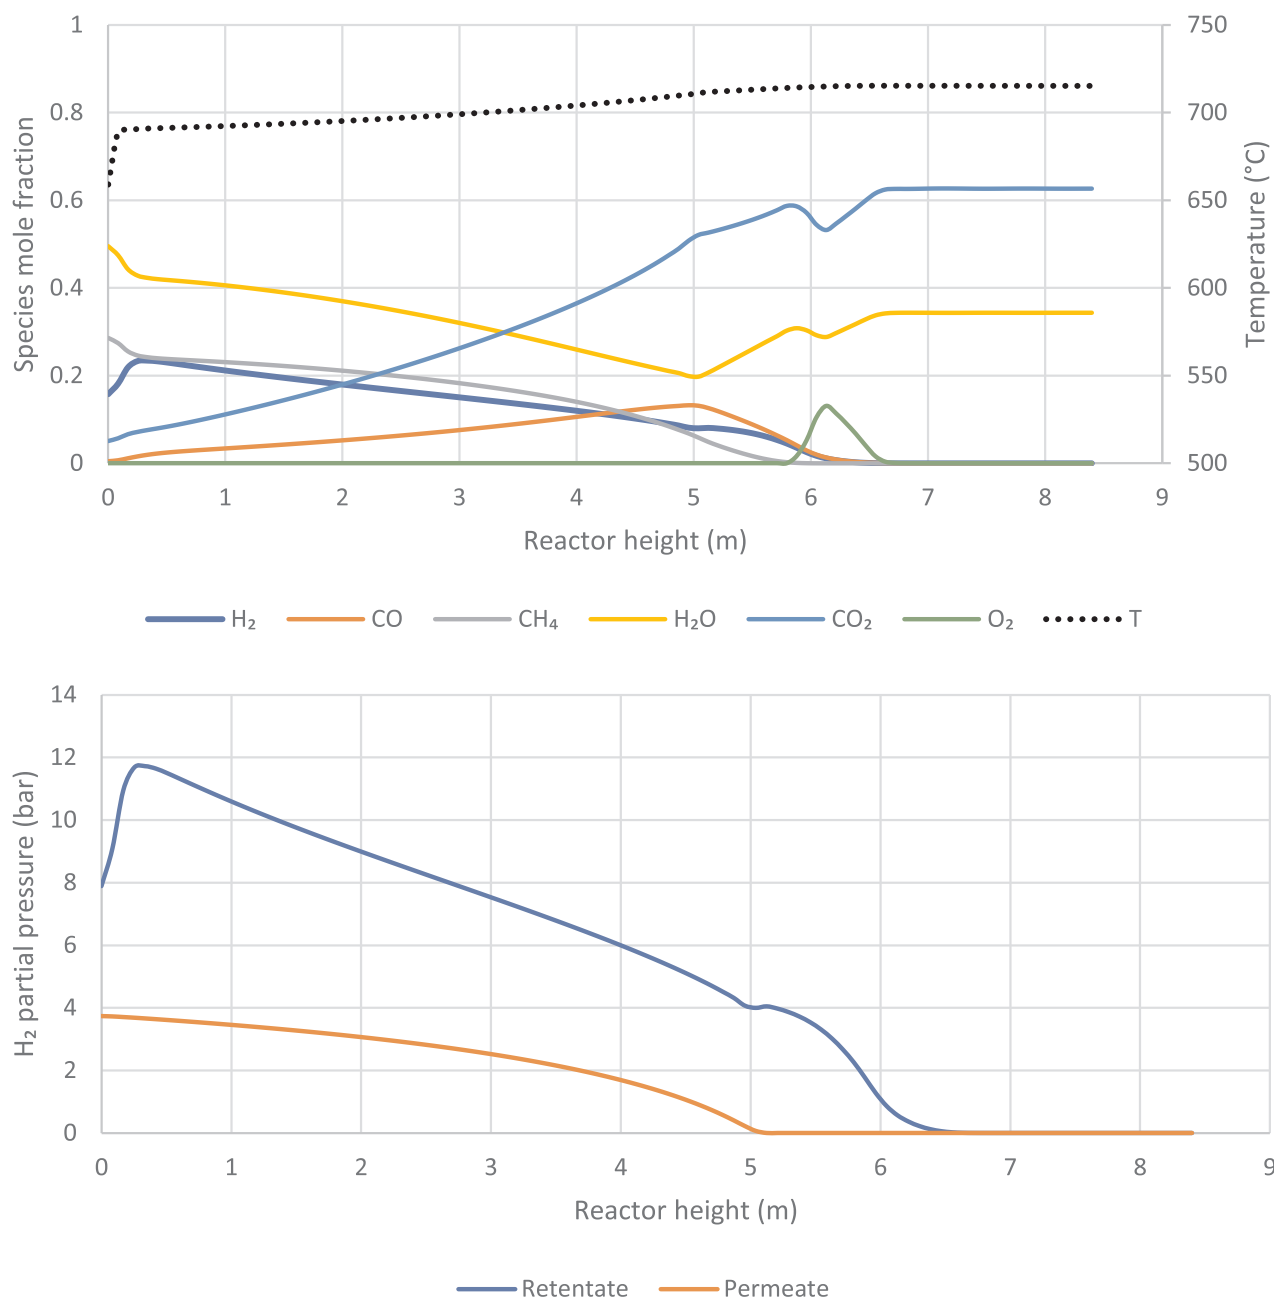 1
0.8
0.6
0.4
0.2
0
Species mole fraction
750
700
650
600
550
500
Temperature (°C)
0 1 2 3 4 5 6 7 8 9
Reactor height (m)
H₂ CO CH₄ H₂O CO₂ O₂ T
14
12
10
8
6
4
2
0
H₂ partial pressure (bar)
0 1 2 3 4 5 6 7 8 9
Reactor height (m)
Retentate Permeate